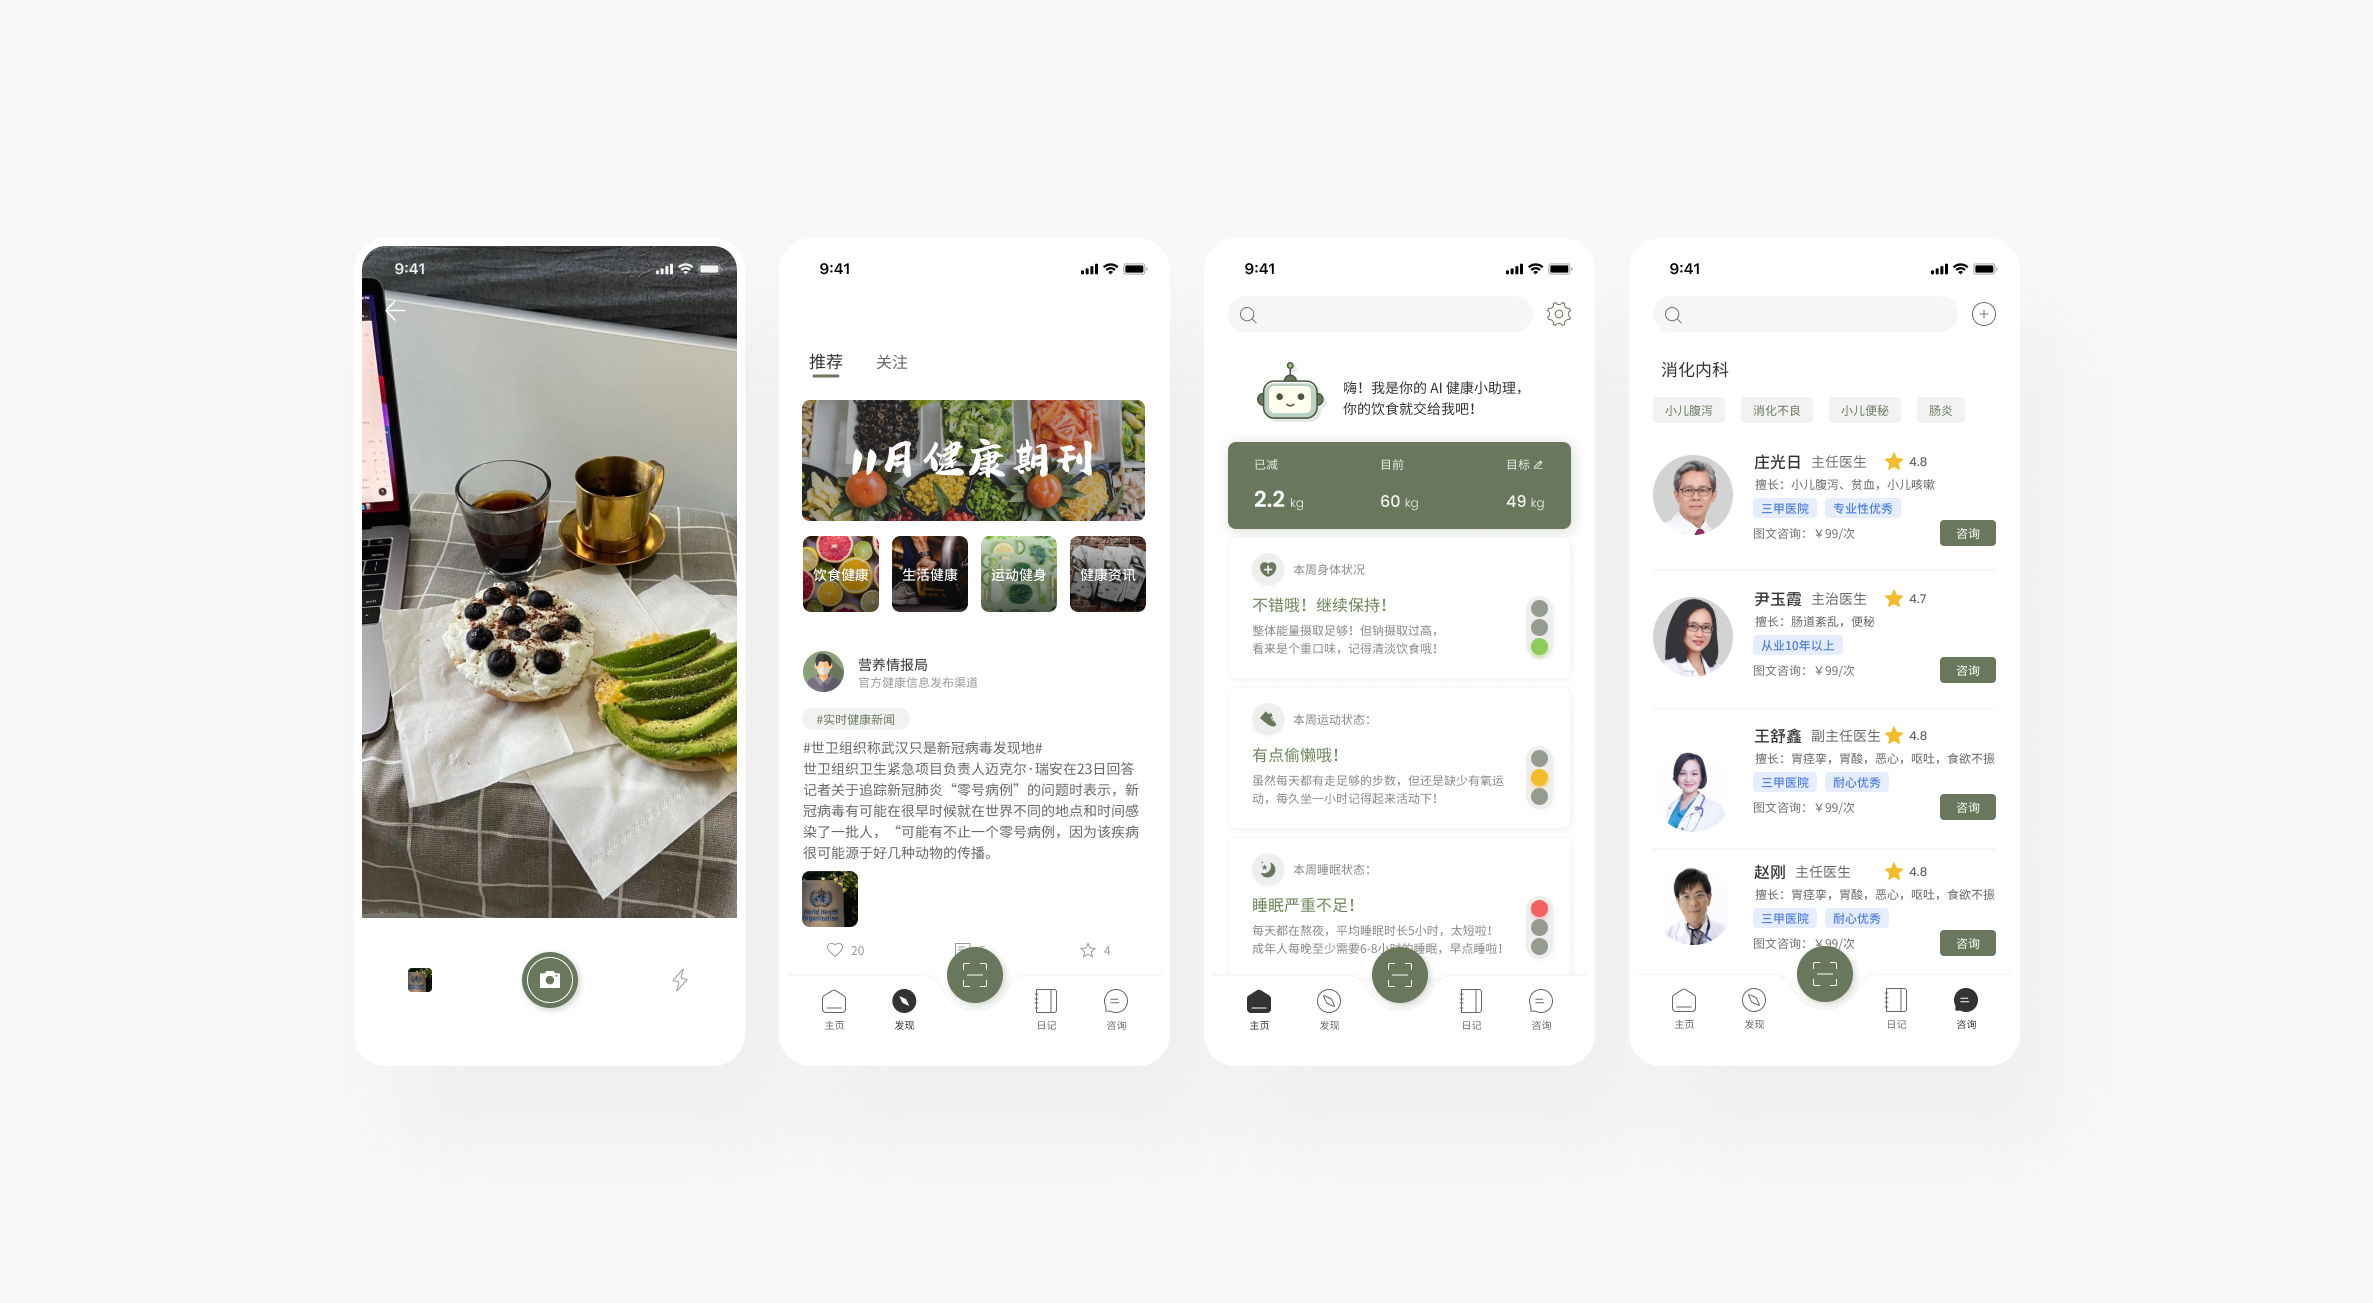 9:41
9:41
推荐
关注
11月健康期刊
饮食健康
生活健康
运动健身
健康资讯
营养情报局
官方健康信息发布渠道
#实时健康新闻
#世卫组织称武汉只是新冠病毒发现地#
世卫组织卫生紧急项目负责人迈克尔·瑞安在23日回答
记者关于追踪新冠肺炎“零号病例”的问题时表示，新
冠病毒有可能在很早时候就在世界不同的地点和时间感
染了一批人，“可能有不止一个零号病例，因为该疾病
很可能源于好几种动物的传播。
World Health
Organization
20
4
主页
发现
日记
咨询
9:41
嗨！我是你的 AI 健康小助理，
你的饮食就交给我吧！
已减
目前
目标
2.2 kg
60 kg
49 kg
本周身体状况
不错哦！继续保持！
整体能量摄取足够！但钠摄取过高，
看来是个重口味，记得清淡饮食哦！
本周运动状态：
有点偷懒哦！
虽然每天都有走足够的步数，但还是缺少有氧运
动，每久坐一小时记得起来活动下！
本周睡眠状态：
睡眠严重不足！
每天都在熬夜，平均睡眠时长5小时，太短啦！
成年人每晚至少需要6-8小时的睡眠，早点睡啦！
主页
发现
日记
咨询
9:41
消化内科
小儿腹泻
消化不良
小儿便秘
肠炎
庄光日 主任医生 4.8
擅长：小儿腹泻、贫血，小儿咳嗽
三甲医院 专业性优秀
图文咨询：￥99/次
咨询
尹玉霞 主治医生 4.7
擅长：肠道紊乱，便秘
从业10年以上
图文咨询：￥99/次
咨询
王舒鑫 副主任医生 4.8
擅长：胃痉挛，胃酸，恶心，呕吐，食欲不振
三甲医院 耐心优秀
图文咨询：￥99/次
咨询
赵刚 主任医生 4.8
擅长：胃痉挛，胃酸，恶心，呕吐，食欲不振
三甲医院 耐心优秀
图文咨询：￥99/次
咨询
主页
发现
日记
咨询